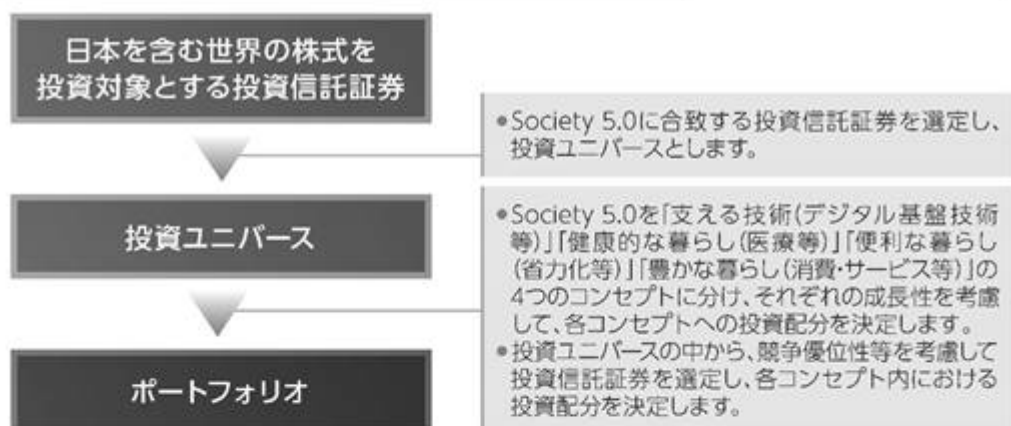 日本を含む世界の株式を
投資対象とする投資信託証券
●Society 5.0に合致する投資信託証券を選定し、
投資ユニバースとします。
投資ユニバース
●Society 5.0を「支える技術(デジタル基盤技術
等)」「健康的な暮らし(医療等)」「便利な暮らし
(省力化等)」「豊かな暮らし(消費・サービス等)」の
4つのコンセプトに分け、それぞれの成長性を考慮
して、各コンセプトへの投資配分を決定します。
●投資ユニバースの中から、競争優位性等を考慮して
投資信託証券を選定し、各コンセプト内における
投資配分を決定します。
ポートフォリオ